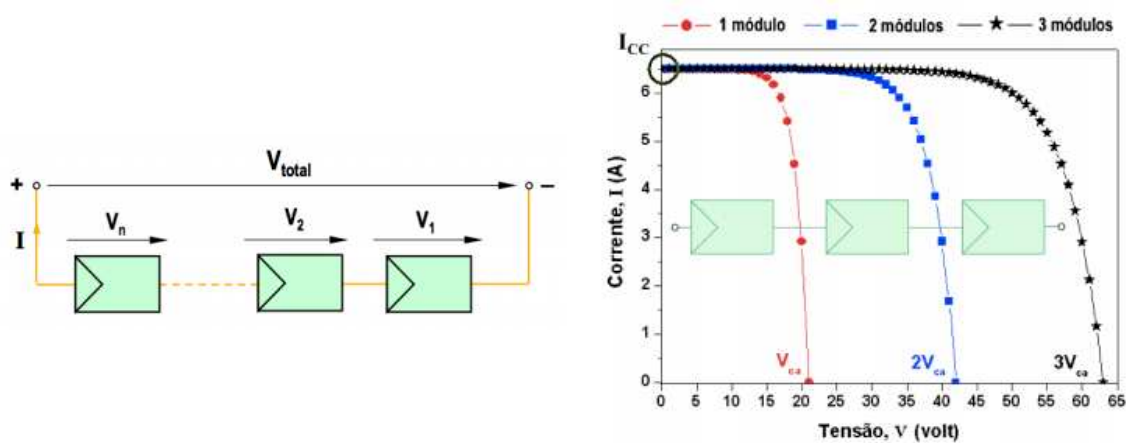 +
V_total
–
I
V_n
V_2
V_1
1 módulo
2 módulos
3 módulos
I_CC
Corrente, I (A)
6
5
4
3
2
1
0
V_ca
2V_ca
3V_ca
0 5 10 15 20 25 30 35 40 45 50 55 60 65
Tensão, V (volt)